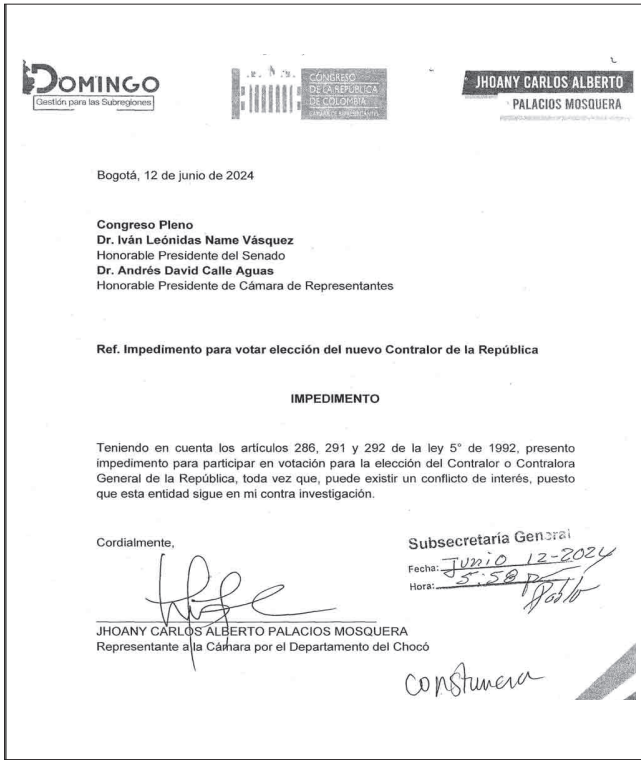 DOMINGO
Gestión para las Subregiones
CONGRESO
DE LA REPÚBLICA
DE COLOMBIA
CÁMARA DE REPRESENTANTES
JHOANY CARLOS ALBERTO
PALACIOS MOSQUERA
Bogotá, 12 de junio de 2024
Congreso Pleno
Dr. Iván Leónidas Name Vásquez
Honorable Presidente del Senado
Dr. Andrés David Calle Aguas
Honorable Presidente de Cámara de Representantes
Ref. Impedimento para votar elección del nuevo Contralor de la República
IMPEDIMENTO
Teniendo en cuenta los artículos 286, 291 y 292 de la ley 5° de 1992, presento
impedimento para participar en votación para la elección del Contralor o Contralora
General de la República, toda vez que, puede existir un conflicto de interés, puesto
que esta entidad sigue en mi contra investigación.
Cordialmente,
Subsecretaría General
Fecha: Junio 12-2024
Hora: 5:58 P
Pablo
JHOANY CARLOS ALBERTO PALACIOS MOSQUERA
Representante a la Cámara por el Departamento del Chocó